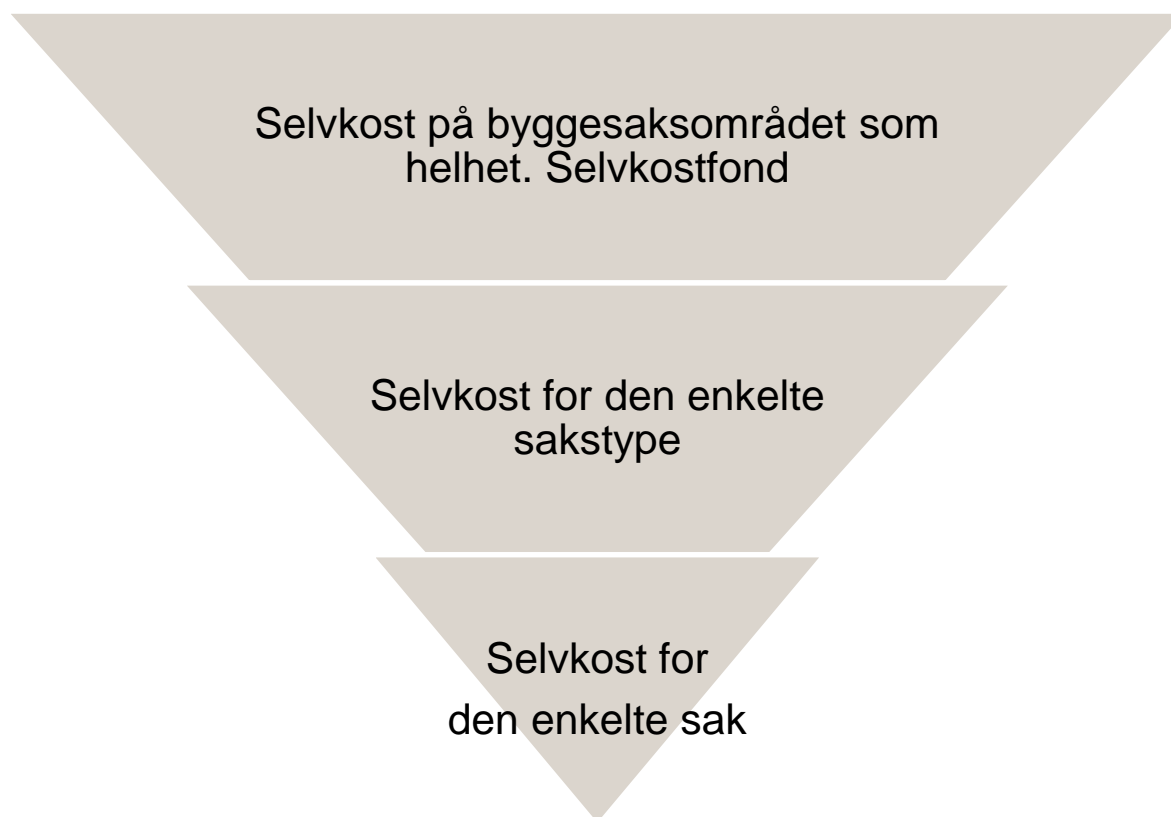 Selvkost på byggesaksområdet som
helhet. Selvkostfond
Selvkost for den enkelte
sakstype
Selvkost for
den enkelte sak